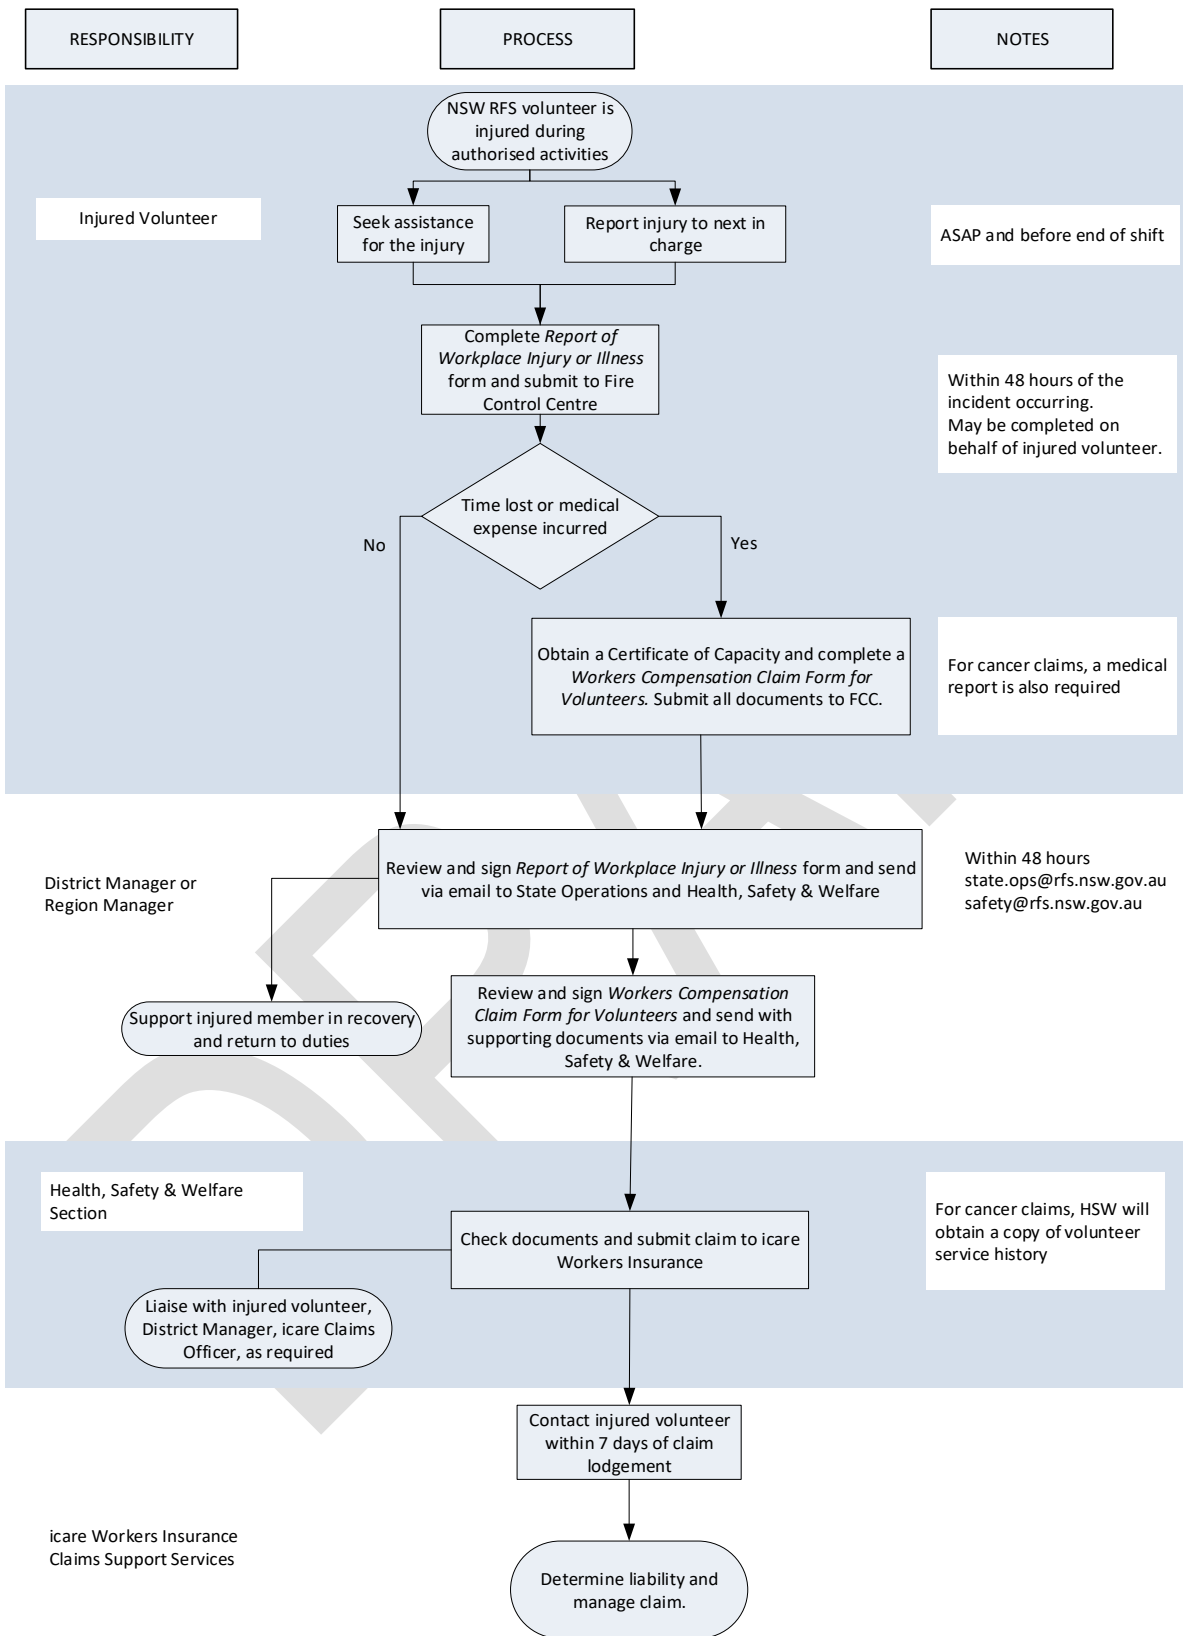 RESPONSIBILITY
PROCESS
NOTES
NSW RFS volunteer is
injured during
authorised activities
Injured Volunteer
Seek assistance
for the injury
Report injury to next in
charge
ASAP and before end of shift
Complete Report of
Workplace Injury or Illness
form and submit to Fire
Control Centre
Within 48 hours of the
incident occurring.
May be completed on
behalf of injured volunteer.
Time lost or medical
expense incurred
No
Yes
Obtain a Certificate of Capacity and complete a
Workers Compensation Claim Form for
Volunteers. Submit all documents to FCC.
For cancer claims, a medical
report is also required
District Manager or
Region Manager
Review and sign Report of Workplace Injury or Illness form and send
via email to State Operations and Health, Safety & Welfare
Within 48 hours
state.ops@rfs.nsw.gov.au
safety@rfs.nsw.gov.au
Support injured member in recovery
and return to duties
Review and sign Workers Compensation
Claim Form for Volunteers and send with
supporting documents via email to Health,
Safety & Welfare.
Health, Safety & Welfare
Section
Check documents and submit claim to icare
Workers Insurance
For cancer claims, HSW will
obtain a copy of volunteer
service history
Liaise with injured volunteer,
District Manager, icare Claims
Officer, as required
Contact injured volunteer
within 7 days of claim
lodgement
icare Workers Insurance
Claims Support Services
Determine liability and
manage claim.